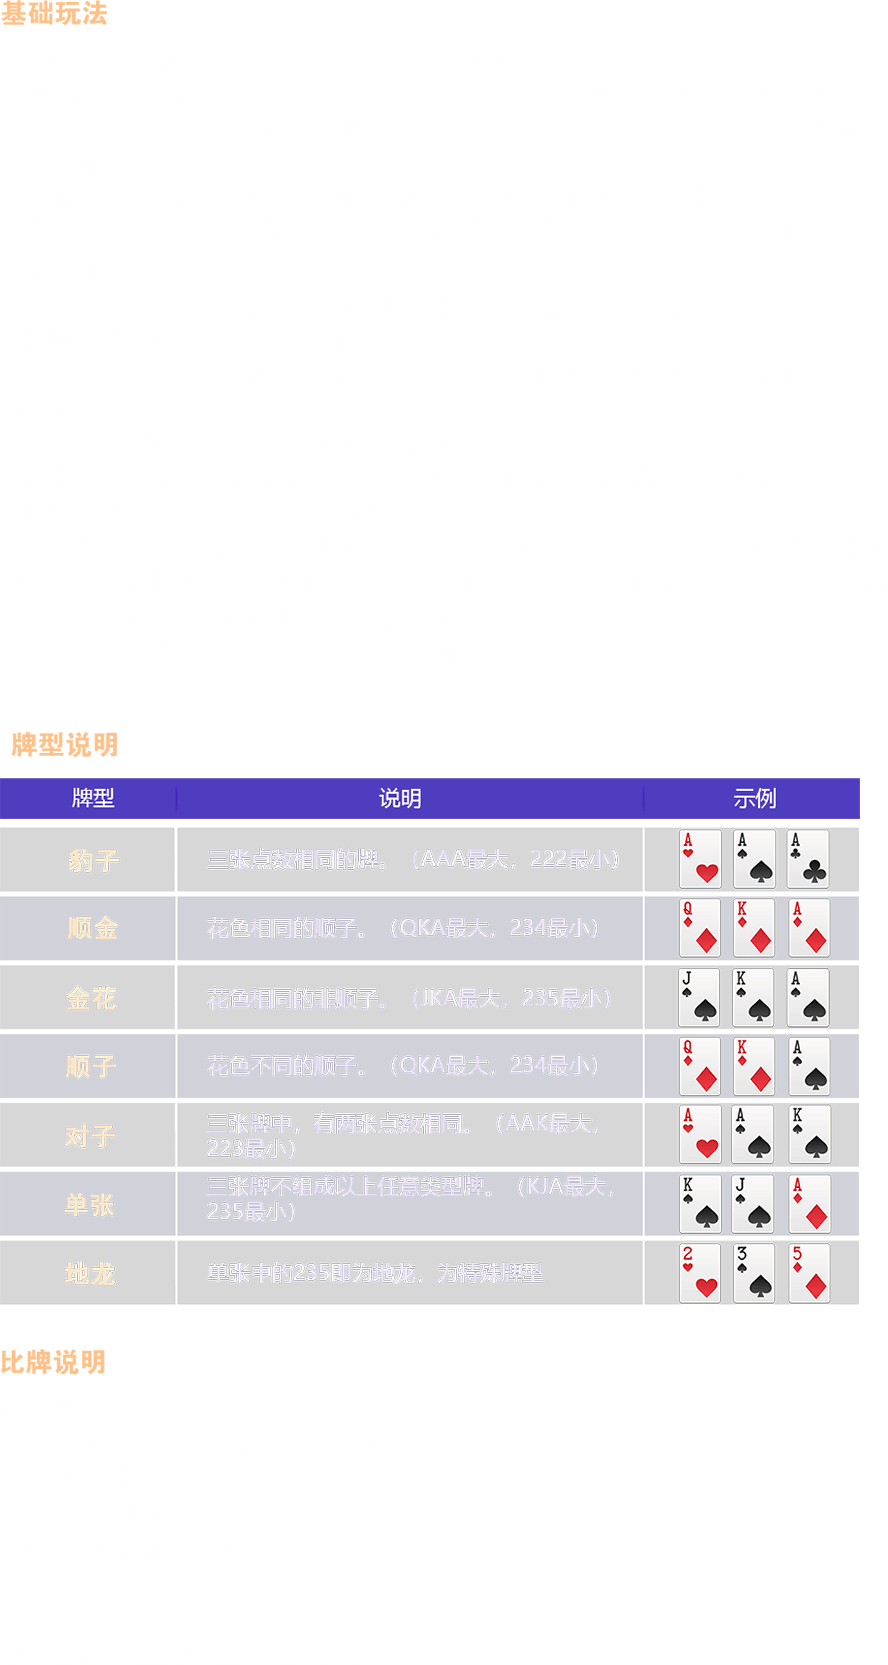 基础玩法
牌型说明
牌型 说明 示例
豹子 三张点数相同的牌。（AAA最大，222最小） A A A
顺金 花色相同的顺子。（QKA最大，234最小） Q K A
金花 花色相同的非顺子。（JKA最大，235最小） J K A
顺子 花色不同的顺子。（QKA最大，234最小） Q K A
对子 三张牌中，有两张点数相同。（AAK最大， A A K
223最小）
单张 三张牌不组成以上任意类型牌。（KJA最大， K J A
235最小）
地龙 单张中的235即为地龙，为特殊牌型 2 3 5
比牌说明